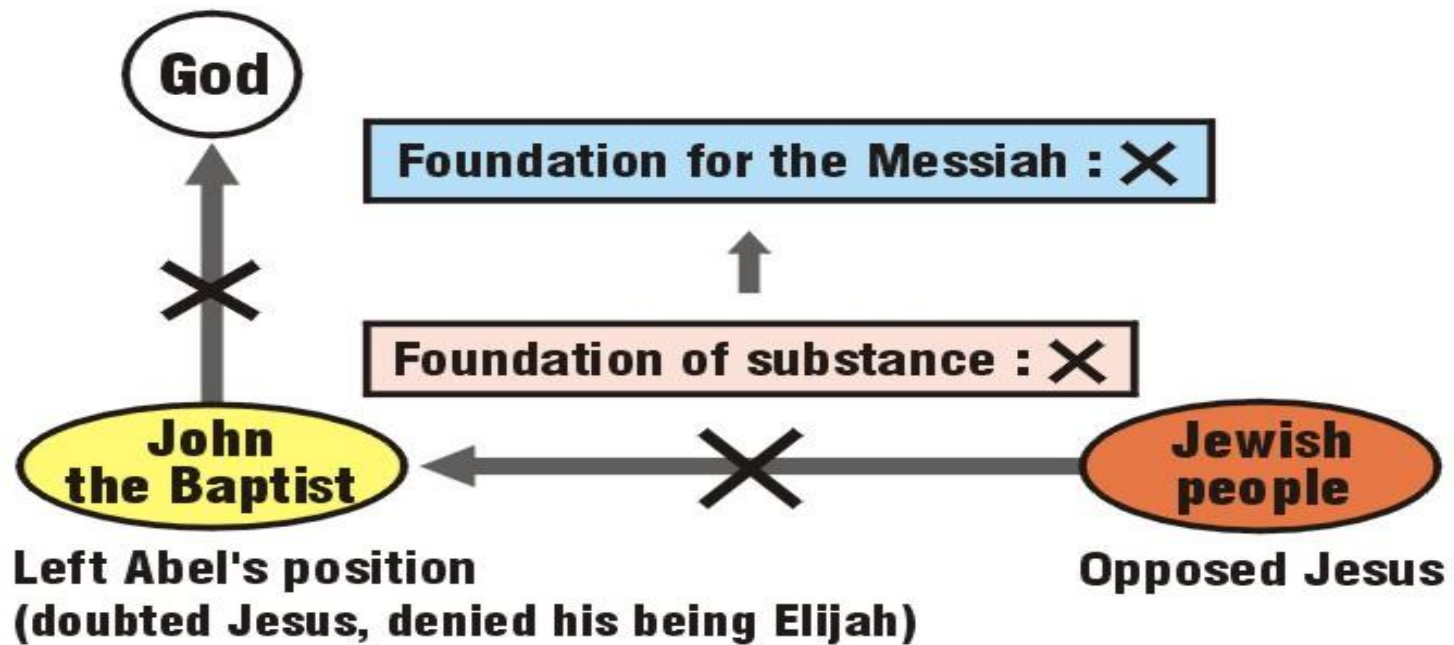 God
Foundation for the Messiah : X
Foundation of substance : X
John
the Baptist
Jewish
people
Left Abel's position
(doubted Jesus, denied his being Elijah)
Opposed Jesus